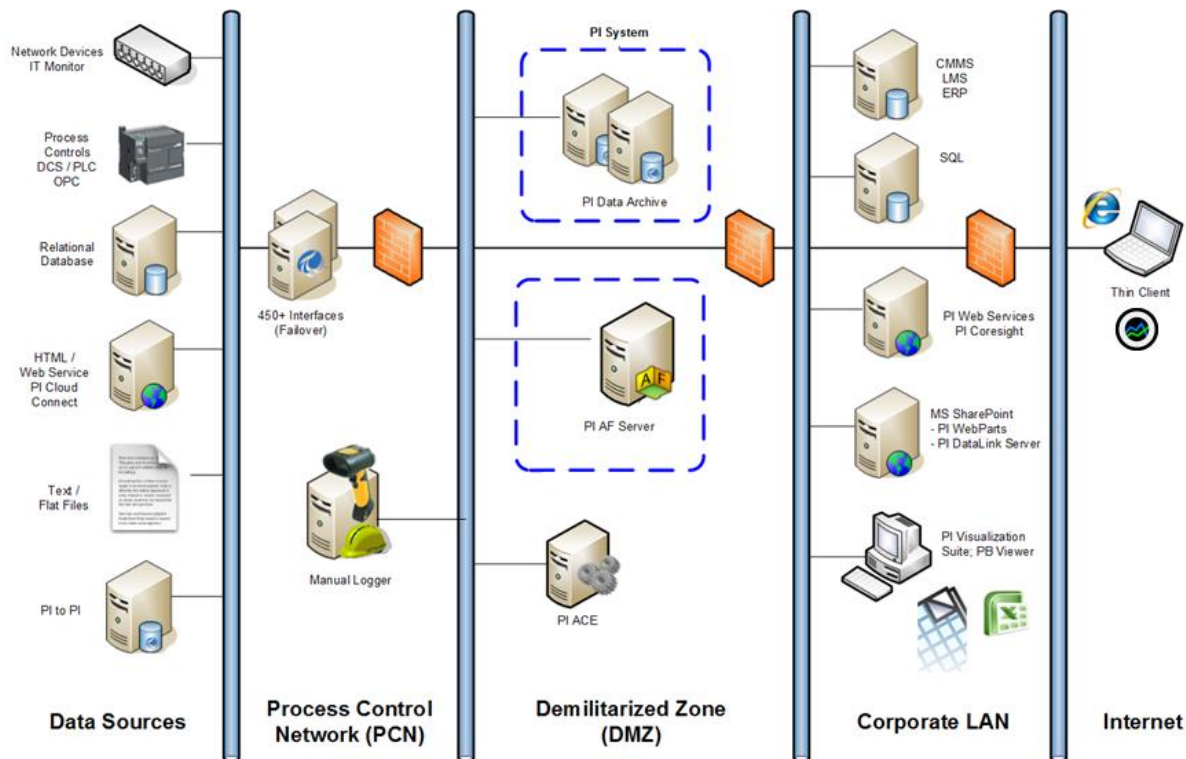 Network Devices
IT Monitor
Process
Controls
DCS / PLC
OPC
Relational
Database
HTML /
Web Service
PI Cloud
Connect
Text /
Flat Files
PI to PI
Data Sources
450+ Interfaces
(Failover)
Manual Logger
Process Control
Network (PCN)
PI System
PI Data Archive
A F
PI AF Server
PI ACE
Demilitarized Zone
(DMZ)
CMMS
LMS
ERP
SQL
PI Web Services
PI Coresight
MS SharePoint
- PI WebParts
- PI DataLink Server
PI Visualization
Suite; PB Viewer
Corporate LAN
Thin Client
Internet